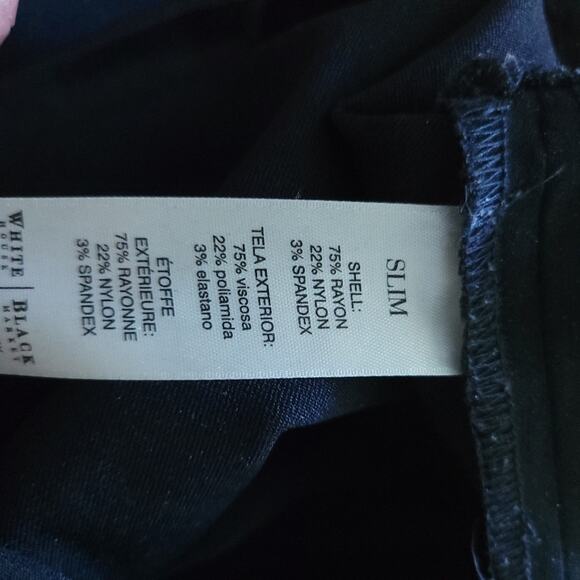 SLIM
SHELL:
75% RAYON
22% NYLON
3% SPANDEX
TELA EXTERIOR:
75% viscosa
22% poliamida
3% elastano
ÉTOFFE
EXTÉRIEURE:
75% RAYONNE
22% NYLON
3% SPANDEX
WHITE | BLACK
HOUSE MARKET